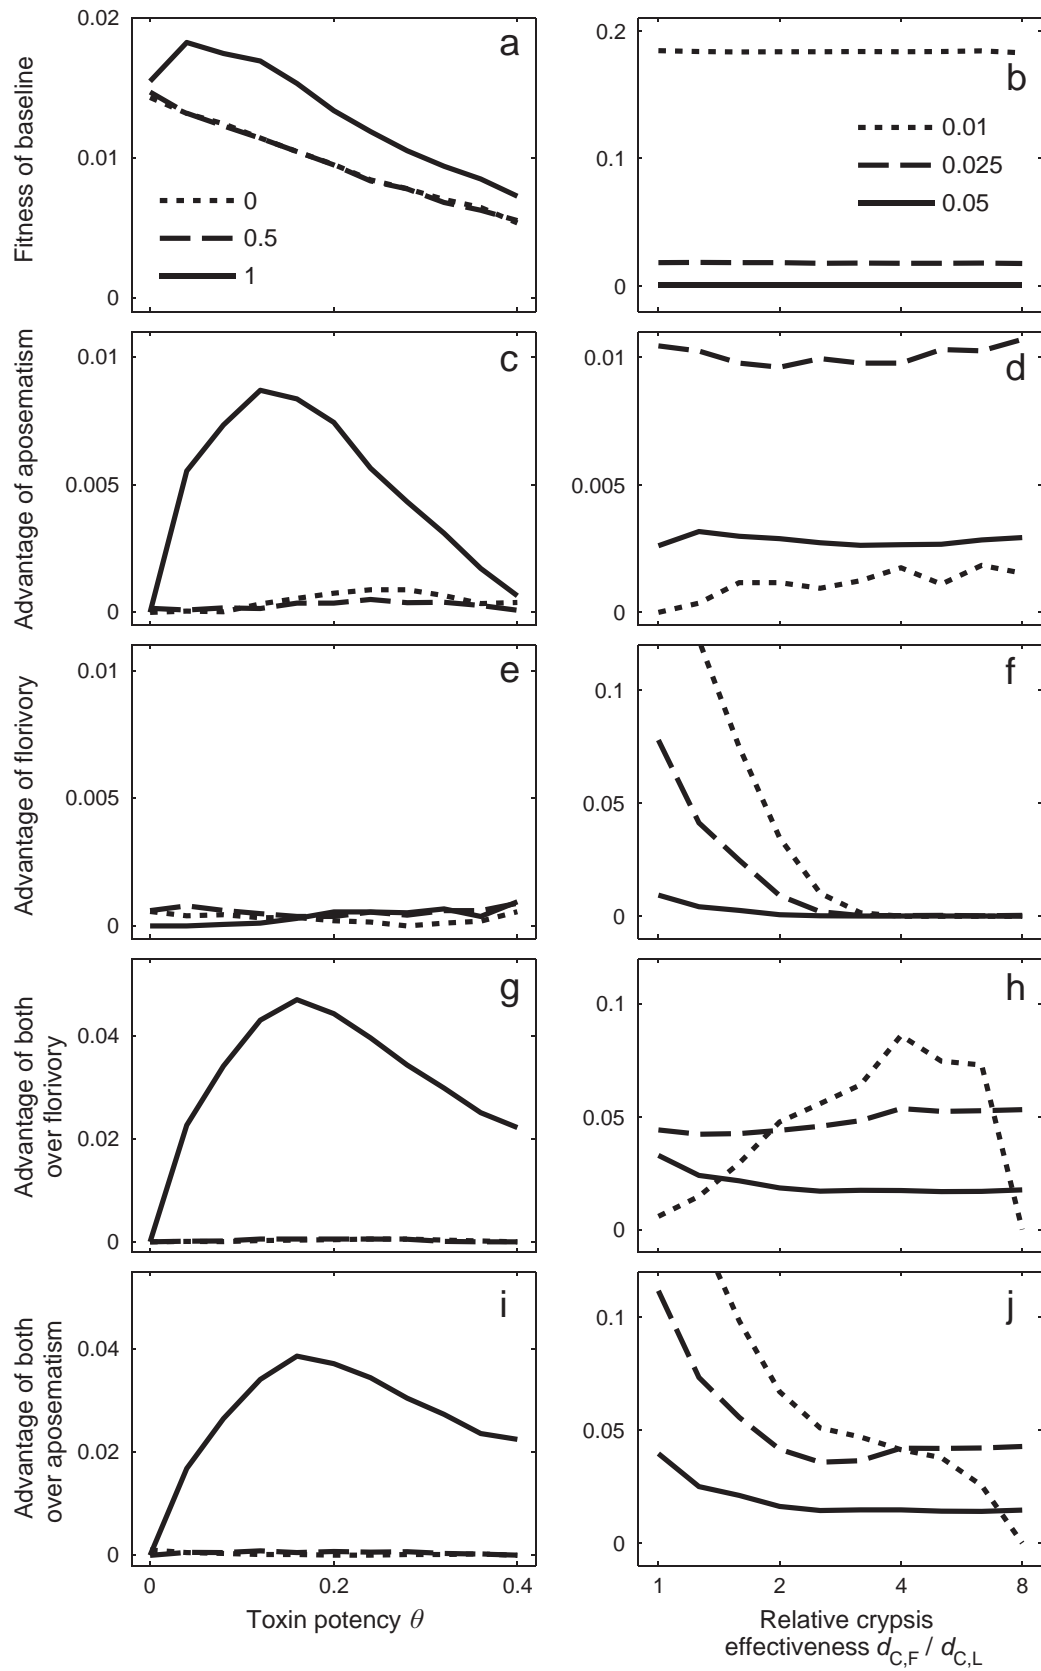 Fitness of baseline
0.02
0.01
0
a
0
0.5
1
0.2
0.1
0
b
0.01
0.025
0.05
Advantage of aposematism
0.01
0.005
0
c
0.01
0.005
0
d
Advantage of florivory
0.01
0.005
0
e
0.1
0.05
0
f
Advantage of both
over florivory
0.04
0.02
0
g
0.1
0.05
0
h
Advantage of both
over aposematism
0.04
0.02
0
i
0 0.2 0.4
Toxin potency θ
0.1
0.05
0
j
1 2 4 8
Relative crypsis
effectiveness d_C,F / d_C,L